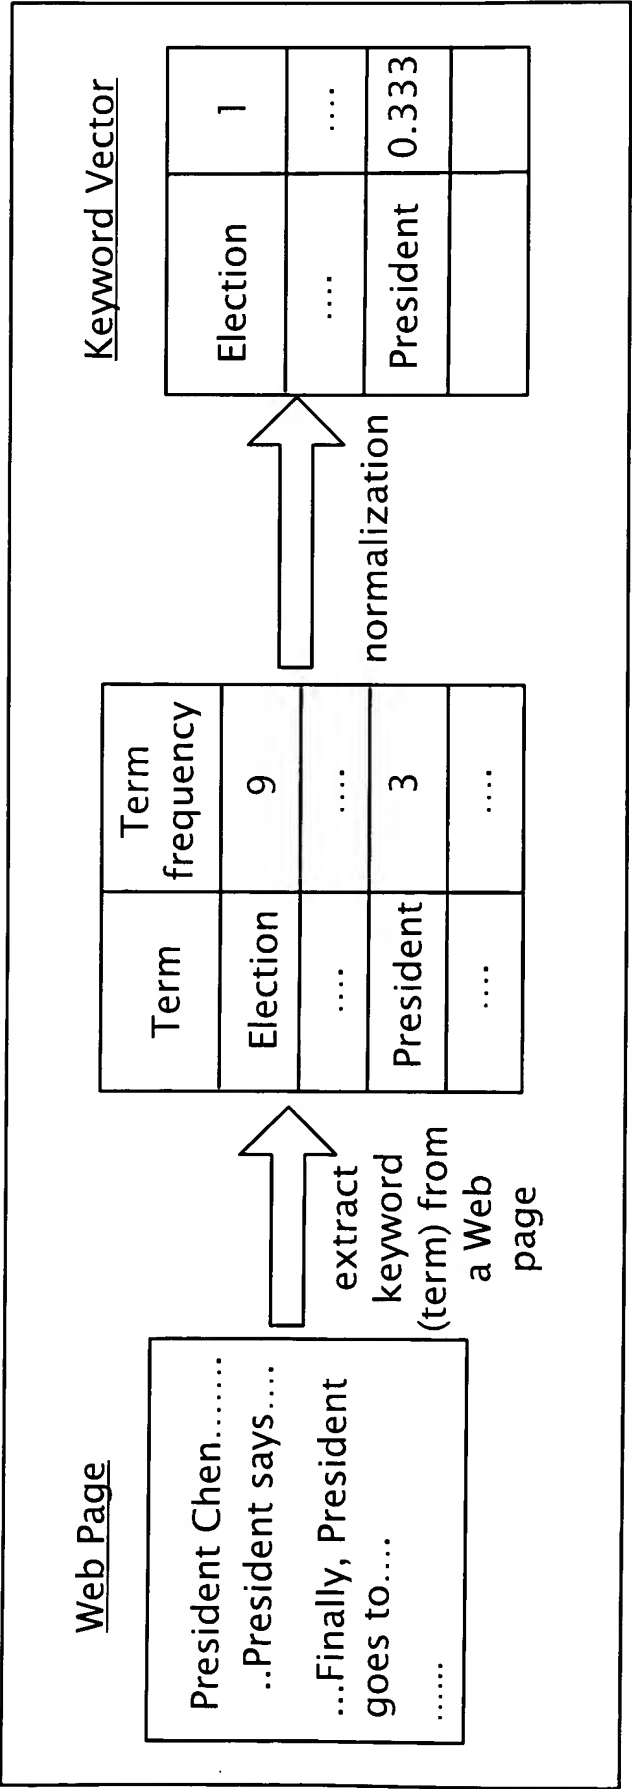 Web Page
President Chen.......
..President says....
...Finally, President
goes to....
......
extract
keyword
(term) from
a Web
page
Term
Term
frequency
Election
9
....
....
President
3
....
....
normalization
Keyword Vector
Election
1
....
....
President
0.333